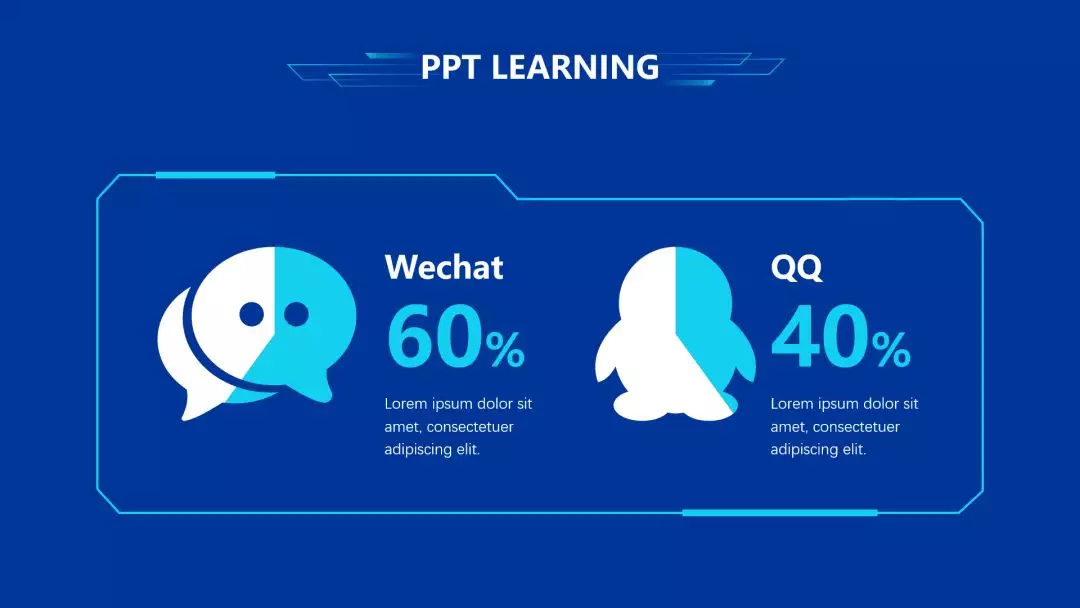 PPT LEARNING
Wechat
60%
Lorem ipsum dolor sit
amet, consectetuer
adipiscing elit.
QQ
40%
Lorem ipsum dolor sit
amet, consectetuer
adipiscing elit.